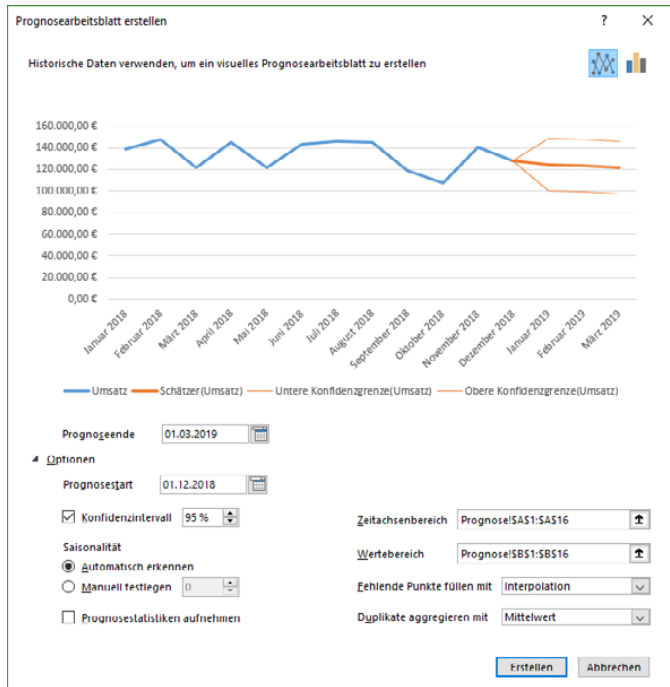 Prognosearbeitsblatt erstellen ? ×
Historische Daten verwenden, um ein visuelles Prognosearbeitsblatt zu erstellen
160.000,00 €
140.000,00 €
120.000,00 €
100.000,00 €
80.000,00 €
60.000,00 €
40.000,00 €
20.000,00 €
0,00 €
Januar 2018
Februar 2018
März 2018
April 2018
Mai 2018
Juni 2018
Juli 2018
August 2018
September 2018
Oktober 2018
November 2018
Dezember 2018
Januar 2019
Februar 2019
März 2019
Umsatz Schätzer(Umsatz) Untere Konfidenzgrenze(Umsatz) Obere Konfidenzgrenze(Umsatz)
Prognoseende 01.03.2019
Optionen
Prognosestart 01.12.2018
Konfidenzintervall 95 %
Saisonalität
Automatisch erkennen
Manuell festlegen 0
Prognosestatistiken aufnehmen
Zeitachsenbereich Prognose!$A$1:$A$16
Wertebereich Prognose!$B$1:$B$16
Fehlende Punkte füllen mit Interpolation
Duplikate aggregieren mit Mittelwert
Erstellen Abbrechen